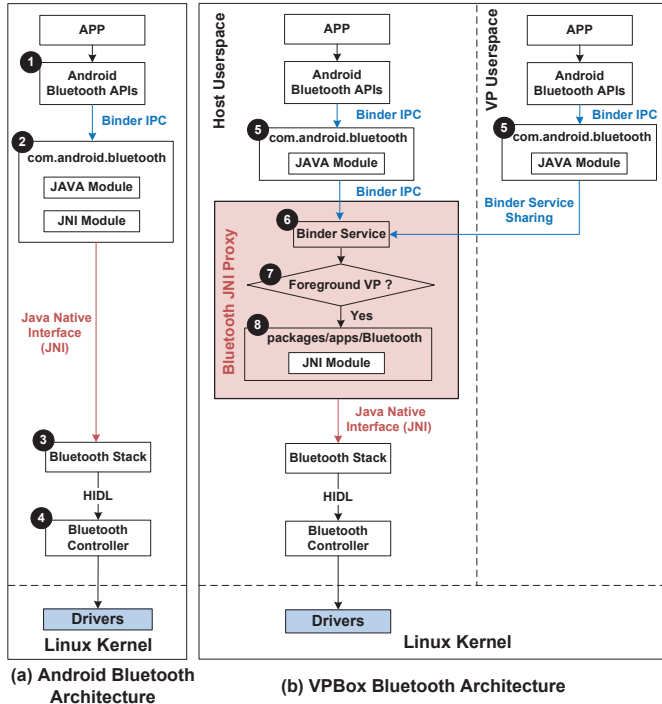 APP
1
Android
Bluetooth APIs
Binder IPC
2
com.android.bluetooth
JAVA Module
JNI Module
Java Native
Interface
(JNI)
3
Bluetooth Stack
HIDL
4
Bluetooth
Controller
Drivers
Linux Kernel
(a) Android Bluetooth
Architecture
Host Userspace
APP
Android
Bluetooth APIs
Binder IPC
5
com.android.bluetooth
JAVA Module
Binder IPC
Bluetooth JNI Proxy
6
Binder Service
7
Foreground VP ?
Yes
8
packages/apps/Bluetooth
JNI Module
Java Native
Interface (JNI)
Bluetooth Stack
HIDL
Bluetooth
Controller
Drivers
VP Userspace
APP
Android
Bluetooth APIs
Binder IPC
5
com.android.bluetooth
JAVA Module
Binder Service
Sharing
Linux Kernel
(b) VPBox Bluetooth Architecture